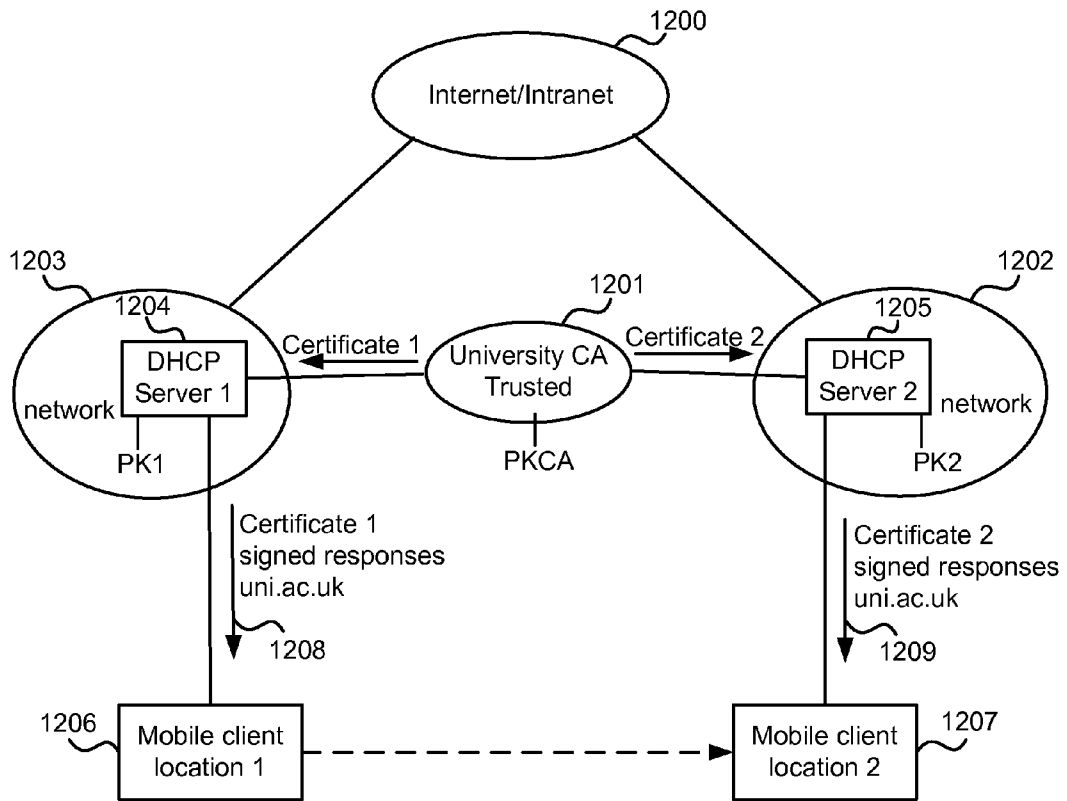 1200
Internet/Intranet
1203
1202
1204
1201
1205
Certificate 1
Certificate 2
DHCP
Server 1
University CA
Trusted
DHCP
Server 2
network
network
PK1
PKCA
PK2
Certificate 1
signed responses
uni.ac.uk
Certificate 2
signed responses
uni.ac.uk
1208
1209
1206
1207
Mobile client
location 1
Mobile client
location 2